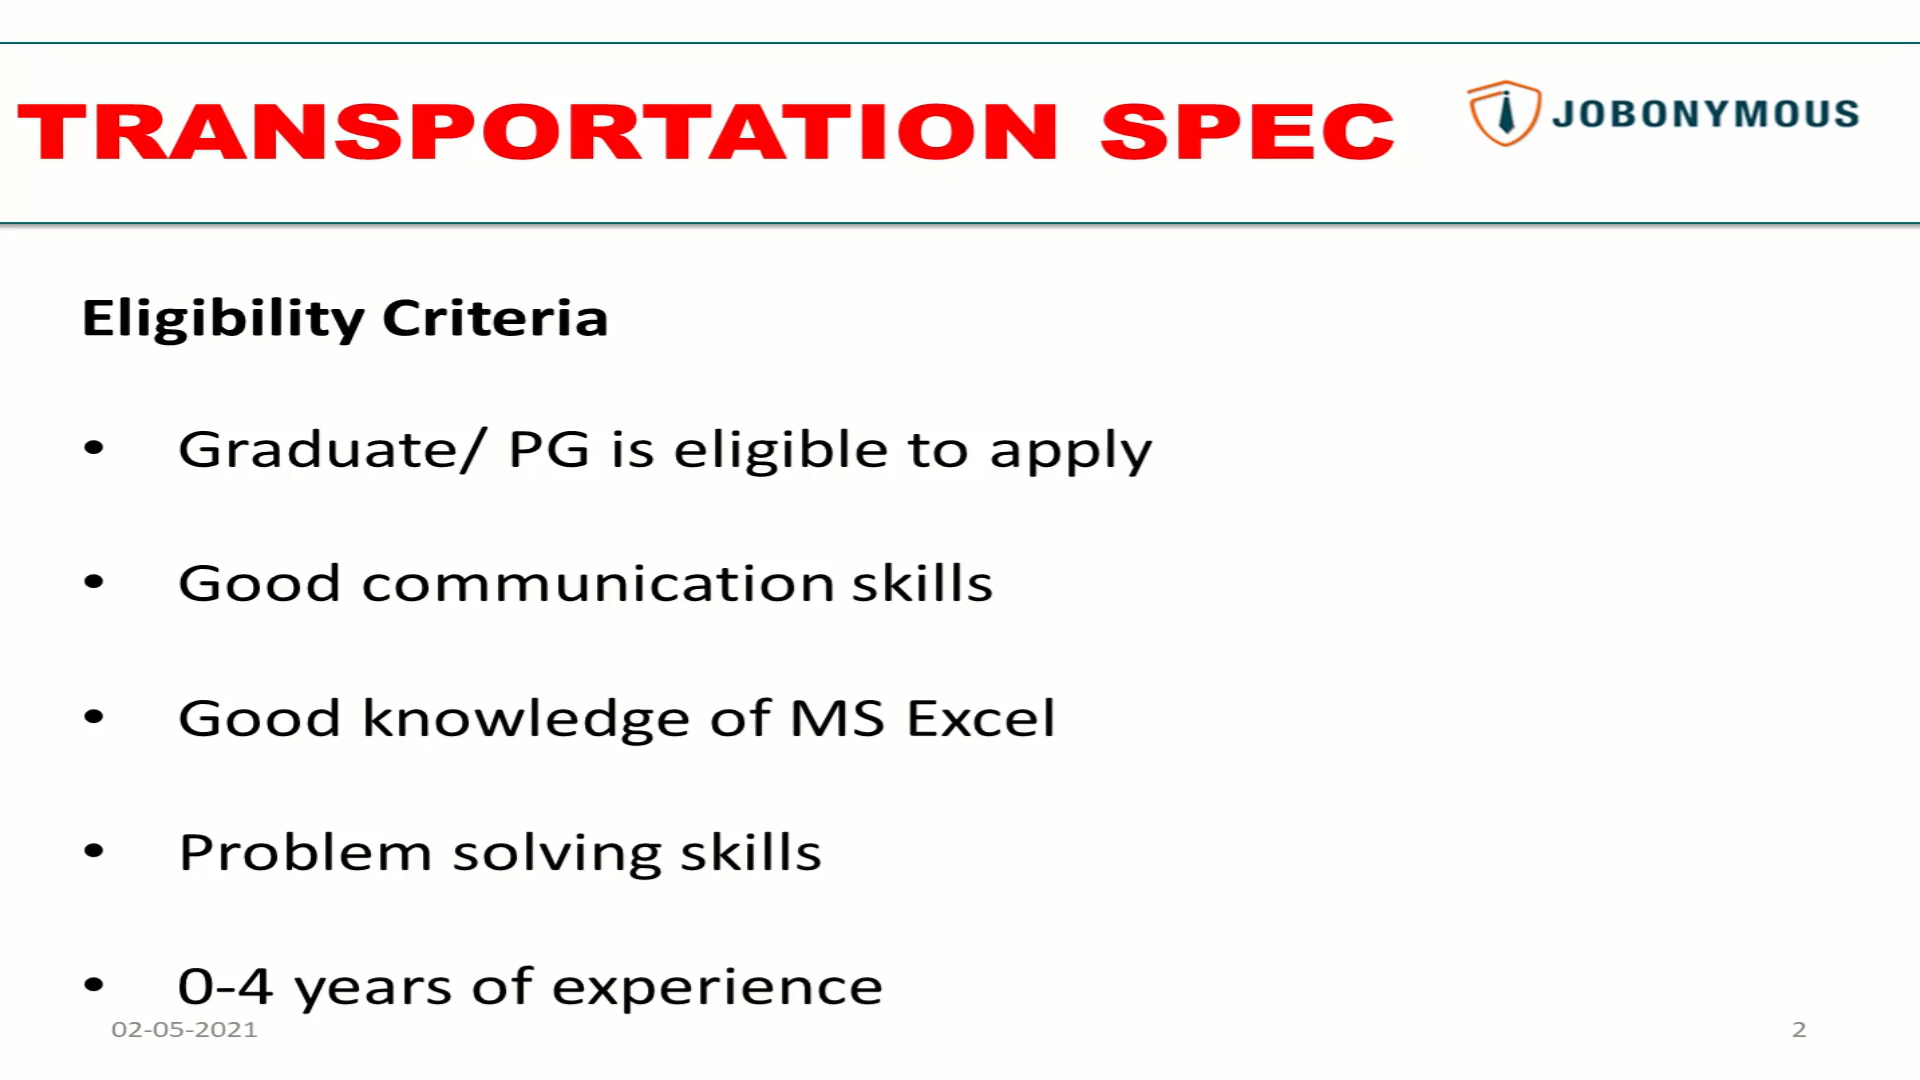 TRANSPORTATION SPEC
JOBONYMOUS
Eligibility Criteria
• Graduate/ PG is eligible to apply
• Good communication skills
• Good knowledge of MS Excel
• Problem solving skills
• 0-4 years of experience
02-05-2021
2